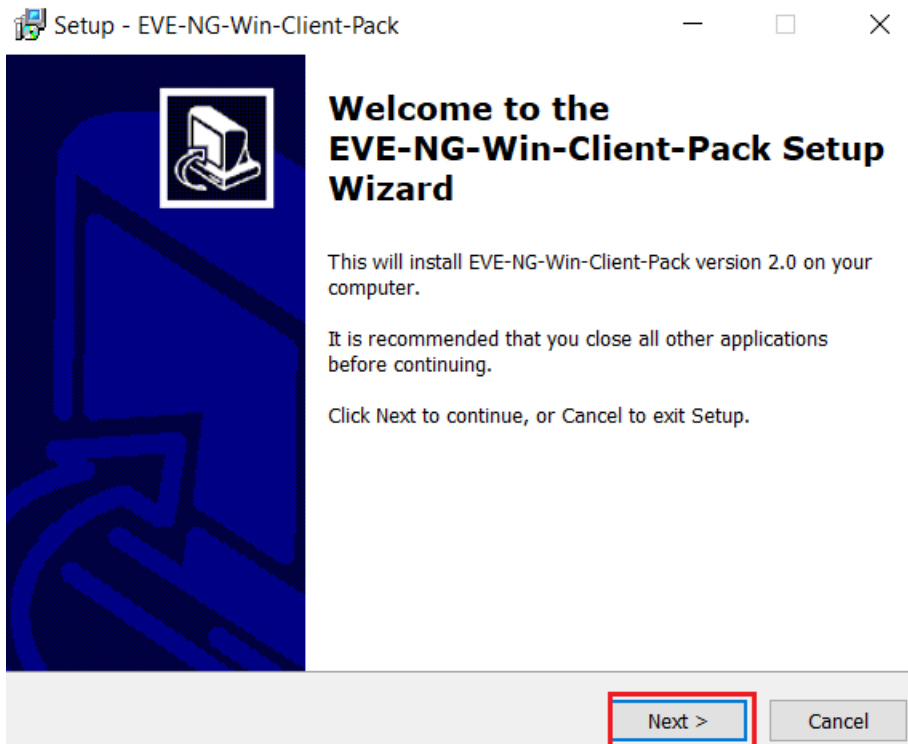 Setup - EVE-NG-Win-Client-Pack
Welcome to the
EVE-NG-Win-Client-Pack Setup
Wizard
This will install EVE-NG-Win-Client-Pack version 2.0 on your
computer.
It is recommended that you close all other applications
before continuing.
Click Next to continue, or Cancel to exit Setup.
Next >
Cancel